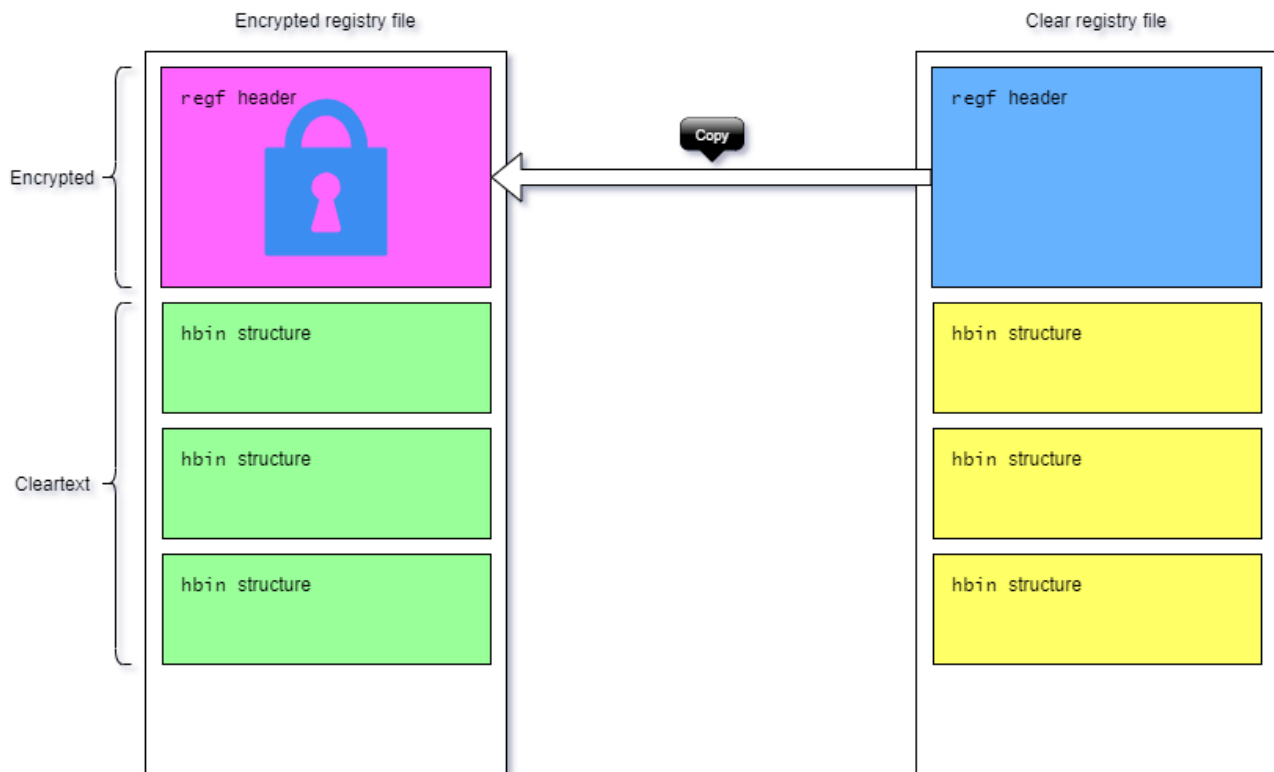 Encrypted registry file
Clear registry file
regf header
regf header
Copy
Encrypted
hbin structure
hbin structure
hbin structure
hbin structure
Cleartext
hbin structure
hbin structure